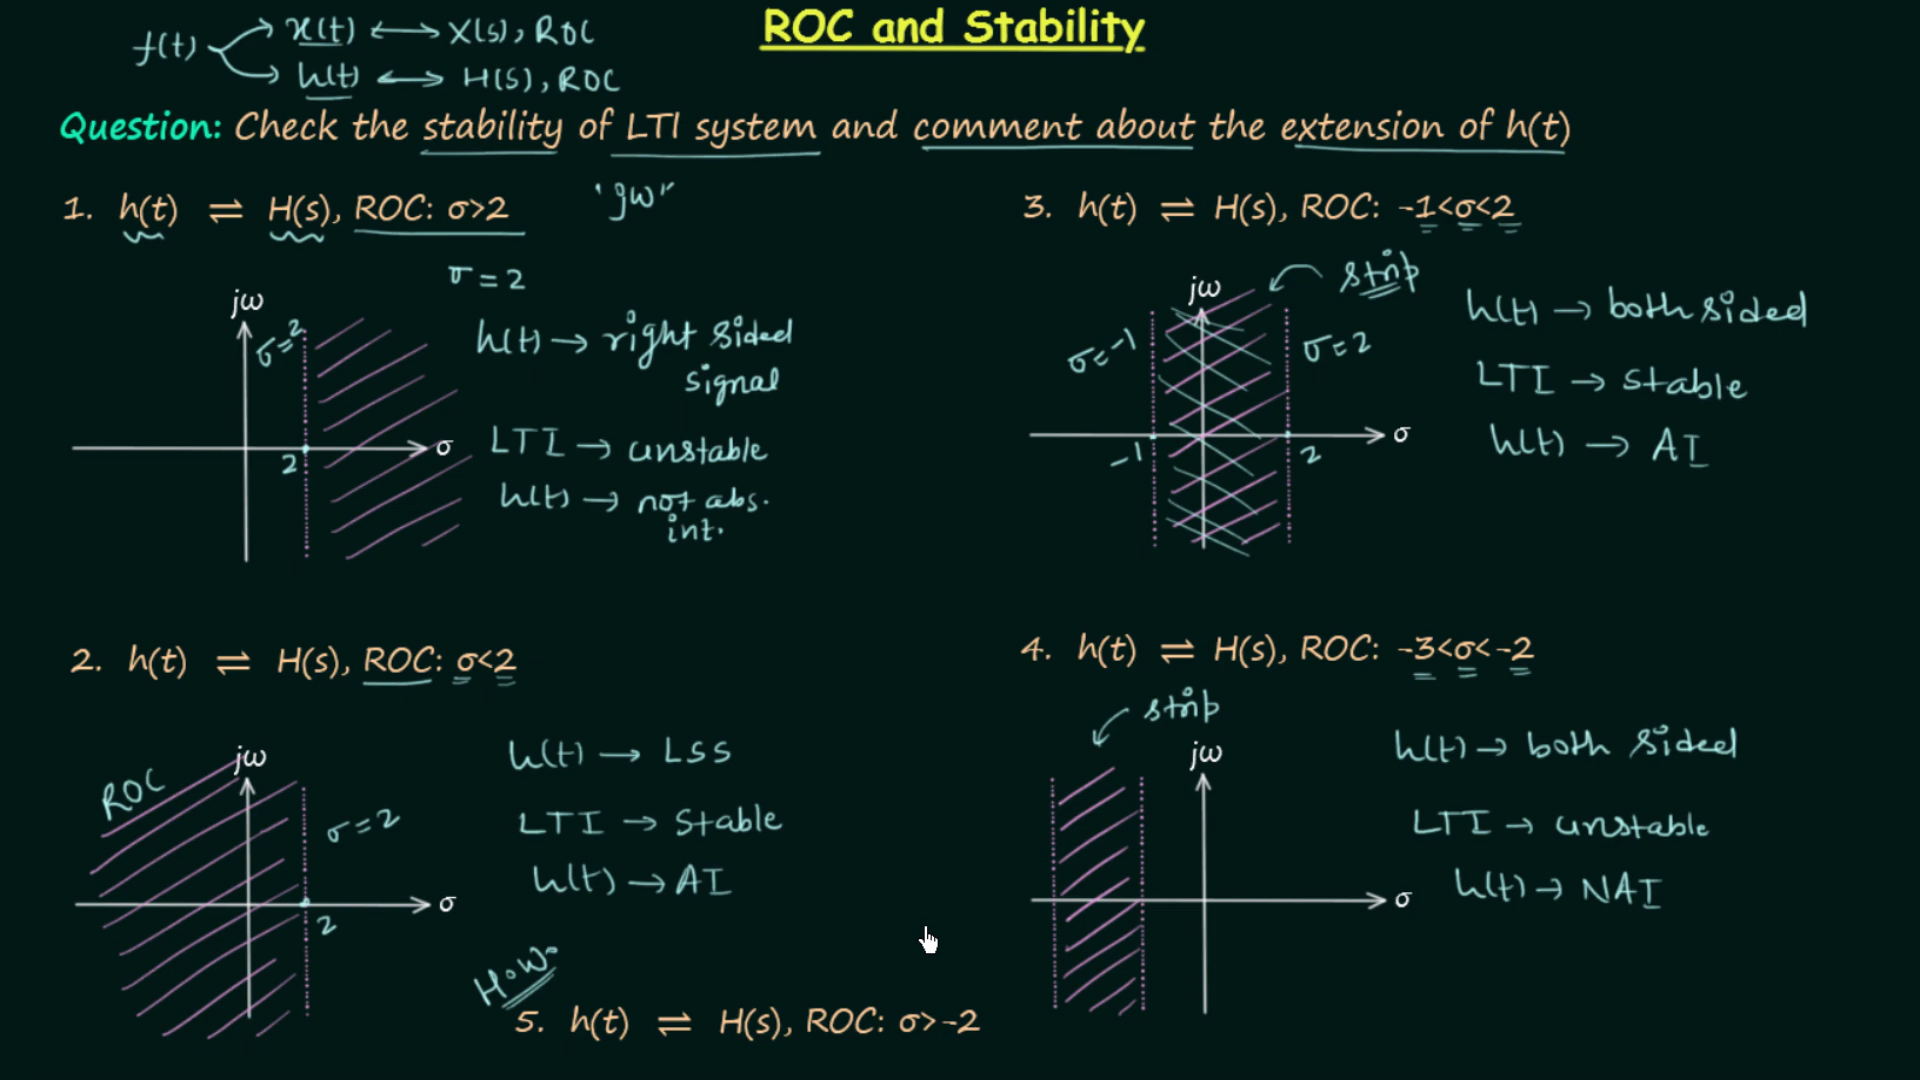 ROC and Stability
f(t)
x(t) ⟷ X(s), ROC
h(t) ⟷ H(s), ROC
Question: Check the stability of LTI system and comment about the extension of h(t)
1. h(t) ⇌ H(s), ROC: σ>2
"jω"
σ=2
jω
σ=2
h(t) → right sided
signal
LTI → unstable
h(t) → not abs.
int.
σ
2
2. h(t) ⇌ H(s), ROC: σ<2
ROC
jω
σ=2
h(t) → LSS
LTI → Stable
h(t) → AI
σ
2
3. h(t) ⇌ H(s), ROC: -1<σ<2
strip
jω
σ=-1
σ=2
h(t) → both sided
LTI → stable
h(t) → AI
σ
-1
2
4. h(t) ⇌ H(s), ROC: -3<σ<-2
strip
jω
h(t) → both sided
LTI → unstable
h(t) → NAI
σ
H.W.
5. h(t) ⇌ H(s), ROC: σ>-2